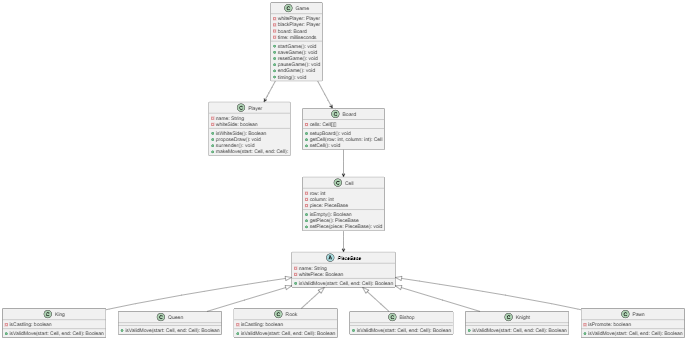 C Game
whitePlayer: Player
blackPlayer: Player
board: Board
time: milliseconds
startGame(): void
saveGame(): void
resetGame(): void
pauseGame(): void
endGame(): void
timing(): void
C Player
name: String
whiteSide: boolean
isWhiteSide(): Boolean
proposeDraw(): void
surrender(): void
makeMove(start: Cell, end: Cell):
C Board
cells: Cell[][]
setupBoard(): void
getCell(row: int, column: int): Cell
setCell(): void
C Cell
row: int
column: int
piece: PieceBase
isEmpty(): Boolean
getPiece(): PieceBase
setPiece(piece: PieceBase): void
A PieceBase
name: String
whitePiece: Boolean
isValidMove(start: Cell, end: Cell): Boolean
C King
isCastling: boolean
isValidMove(start: Cell, end: Cell): Boolean
C Queen
isValidMove(start: Cell, end: Cell): Boolean
C Rook
isCastling: boolean
isValidMove(start: Cell, end: Cell): Boolean
C Bishop
isValidMove(start: Cell, end: Cell): Boolean
C Knight
isValidMove(start: Cell, end: Cell): Boolean
C Pawn
isPromote: boolean
isValidMove(start: Cell, end: Cell): Boolean